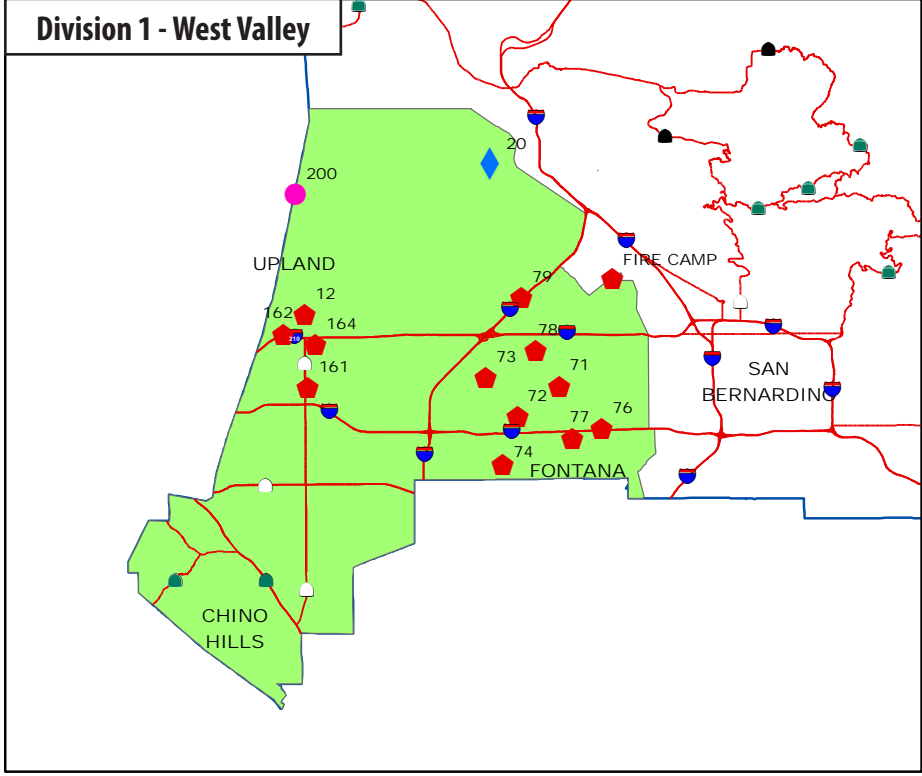 Division 1 - West Valley
20
200
UPLAND
FIRE CAMP
79
12
162
164
78
161
73
71
SAN
BERNARDINO
72
76
77
74
FONTANA
CHINO
HILLS